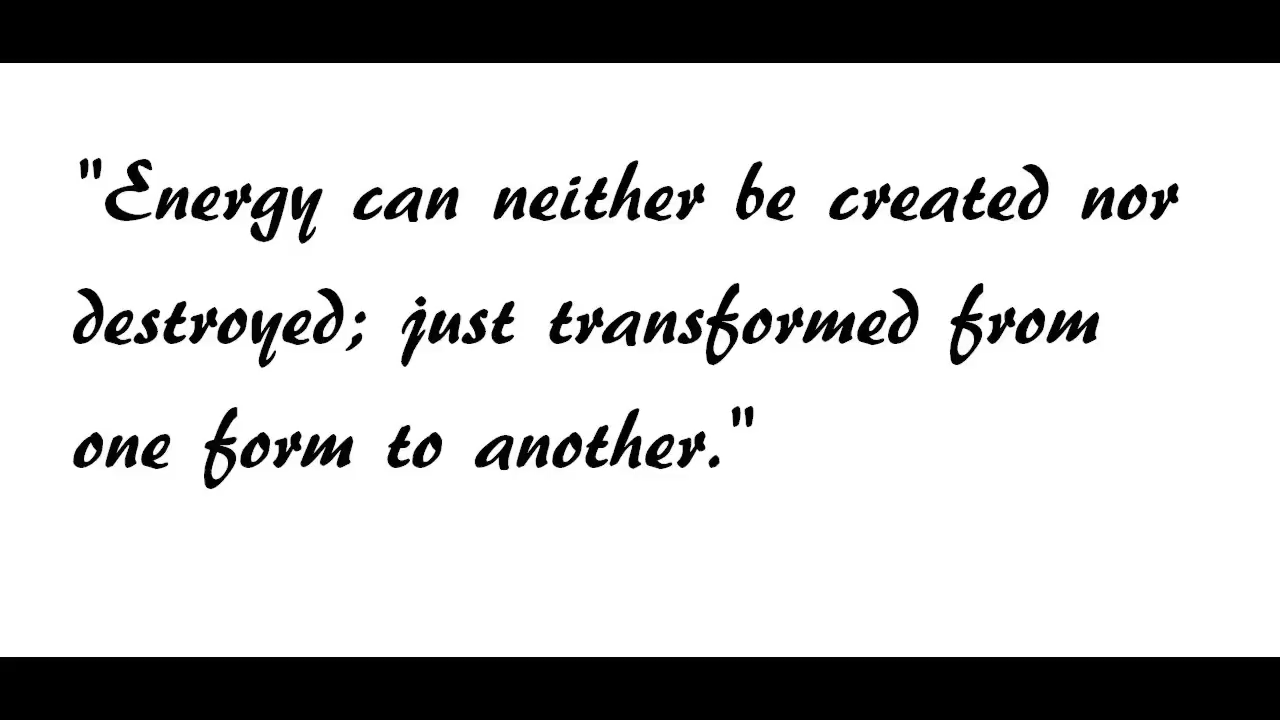 "Energy can neither be created nor
destroyed; just transformed from
one form to another."